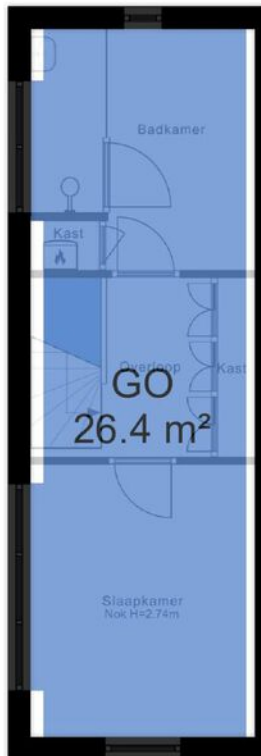 Badkamer
Kast
Overloop
Kast
GO
26.4 m²
Slaapkamer
Nok H=2.74m